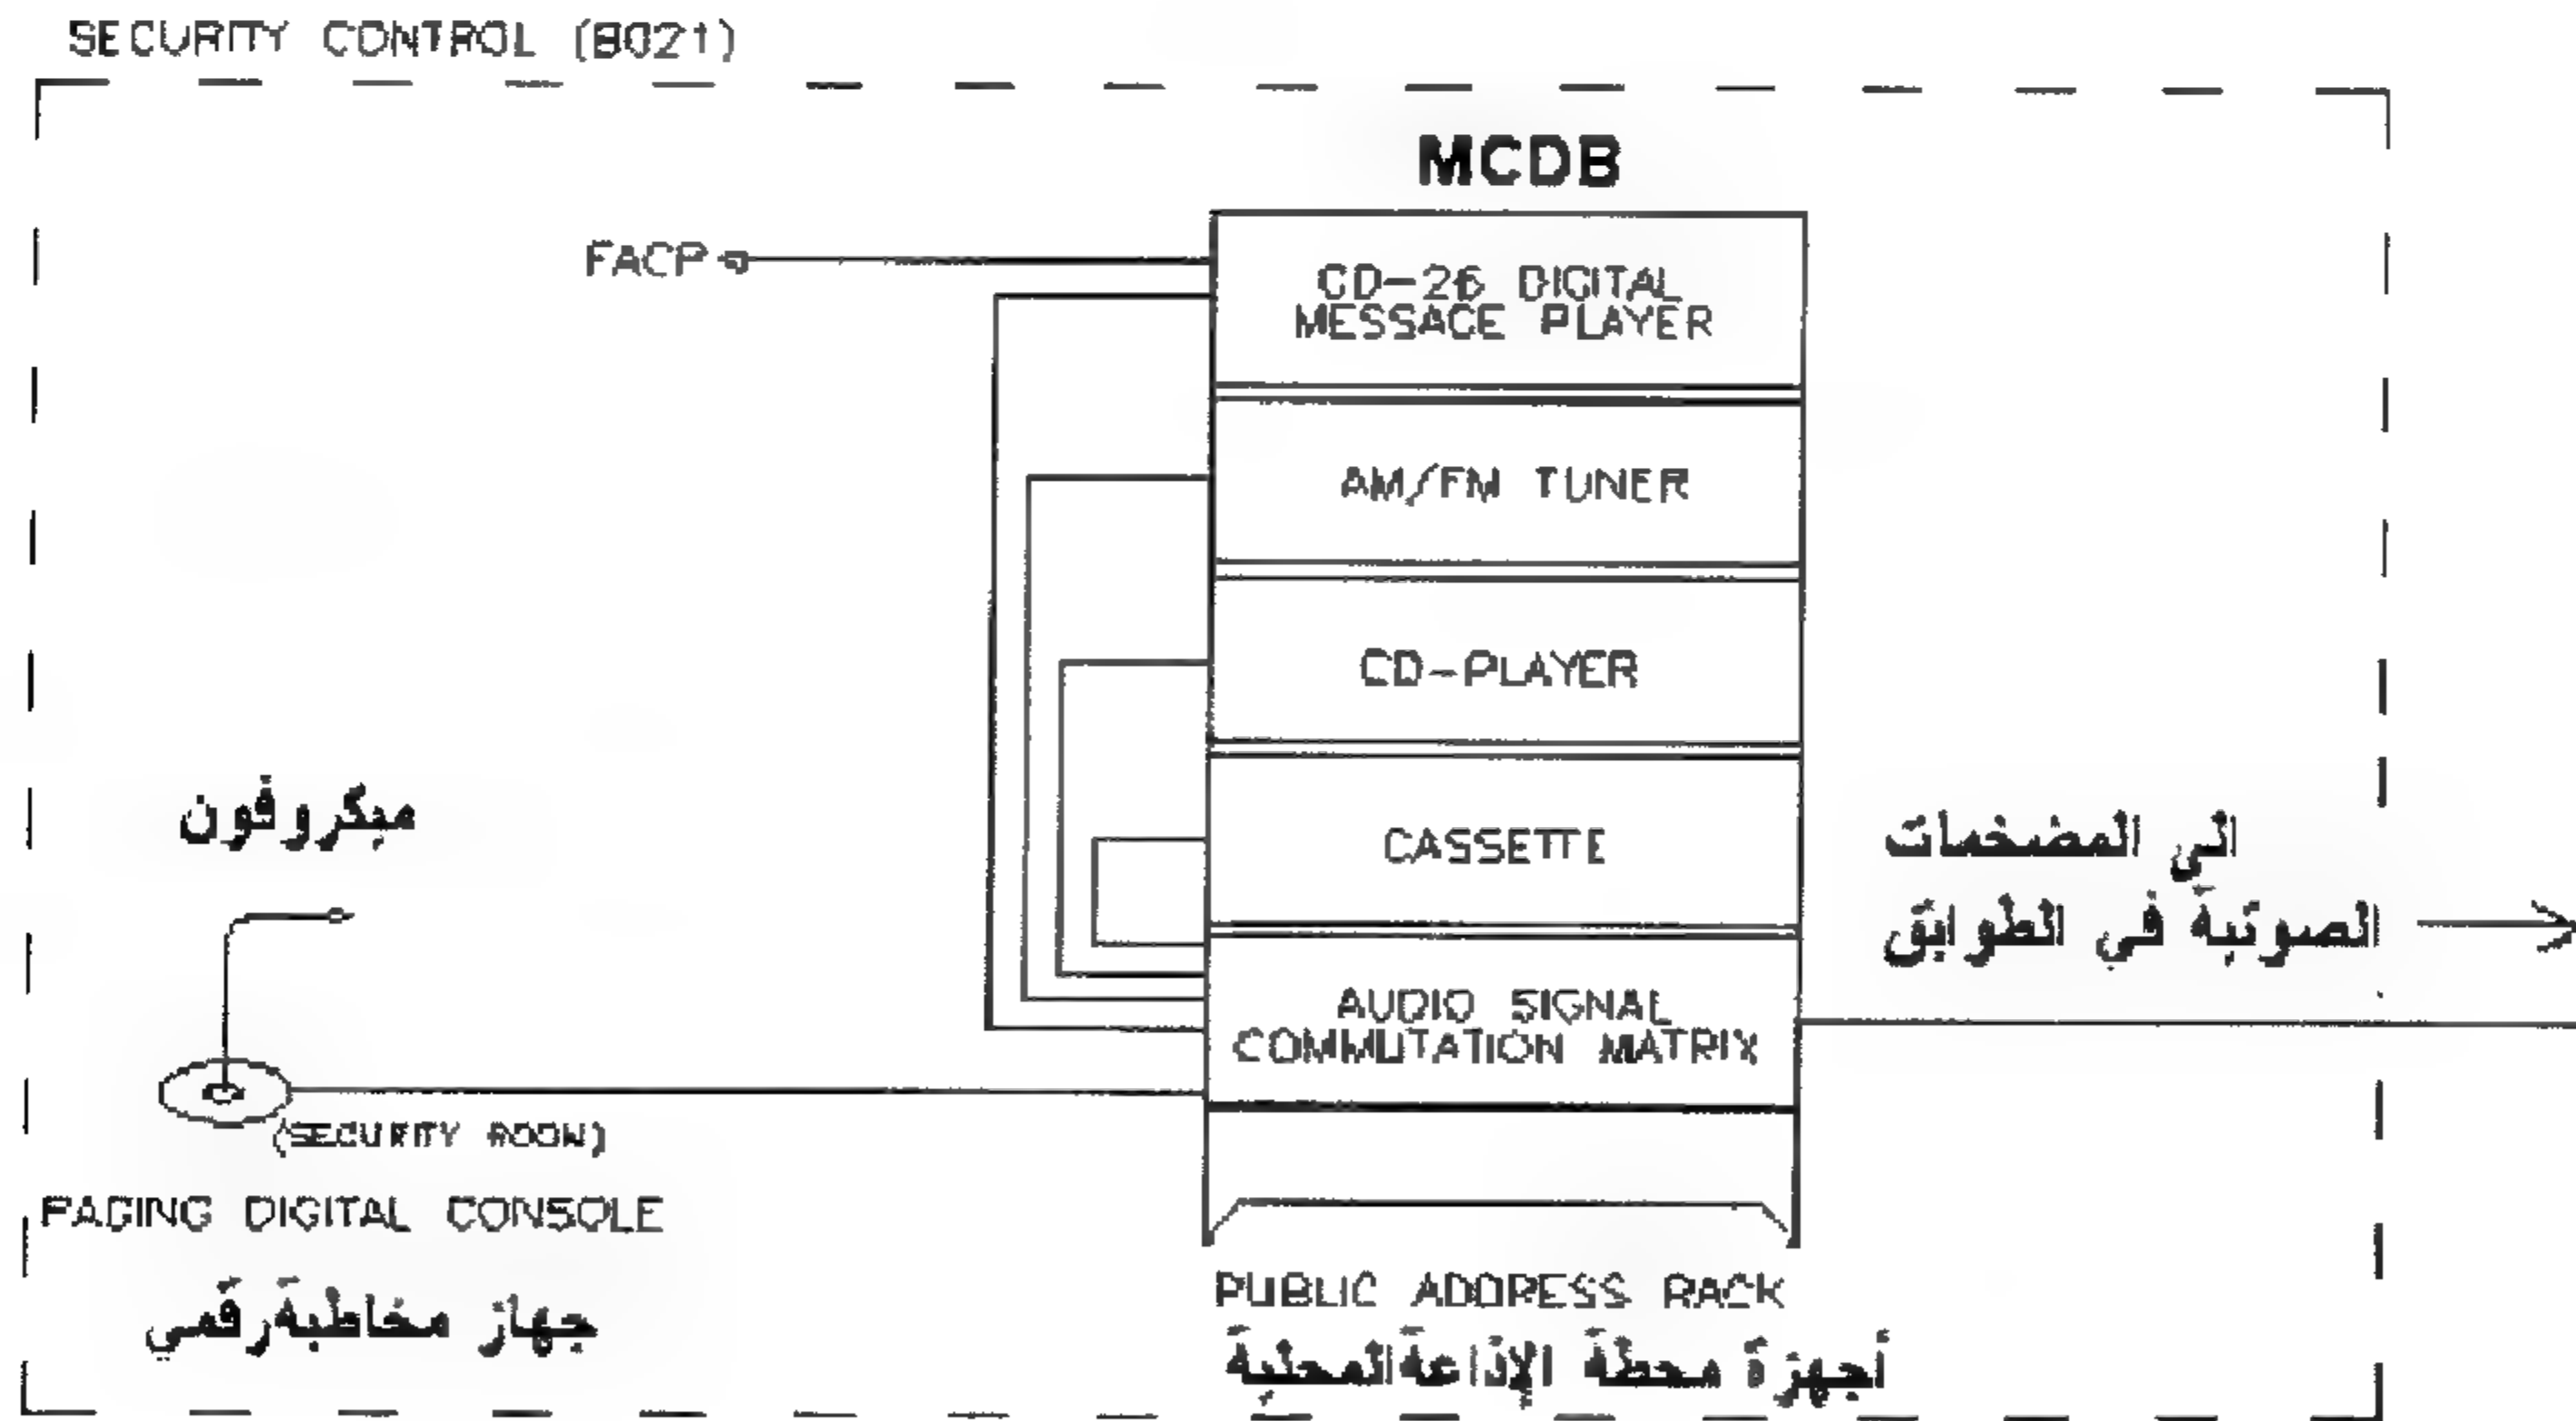 SECURITY CONTROL (8021)
MCDB
FACP
CD-26 DIGITAL
MESSAGE PLAYER
AM/FM TUNER
CD-PLAYER
CASSETTE
AUDIO SIGNAL
COMMUTATION MATRIX
ميكروفون
الى المضخمات
الصوتية في الطوابق
(SECURITY ROOM)
PAGING DIGITAL CONSOLE
جهاز مخاطبة رقمي
PUBLIC ADDRESS RACK
أجهزة محطة الإذاعة المحلية